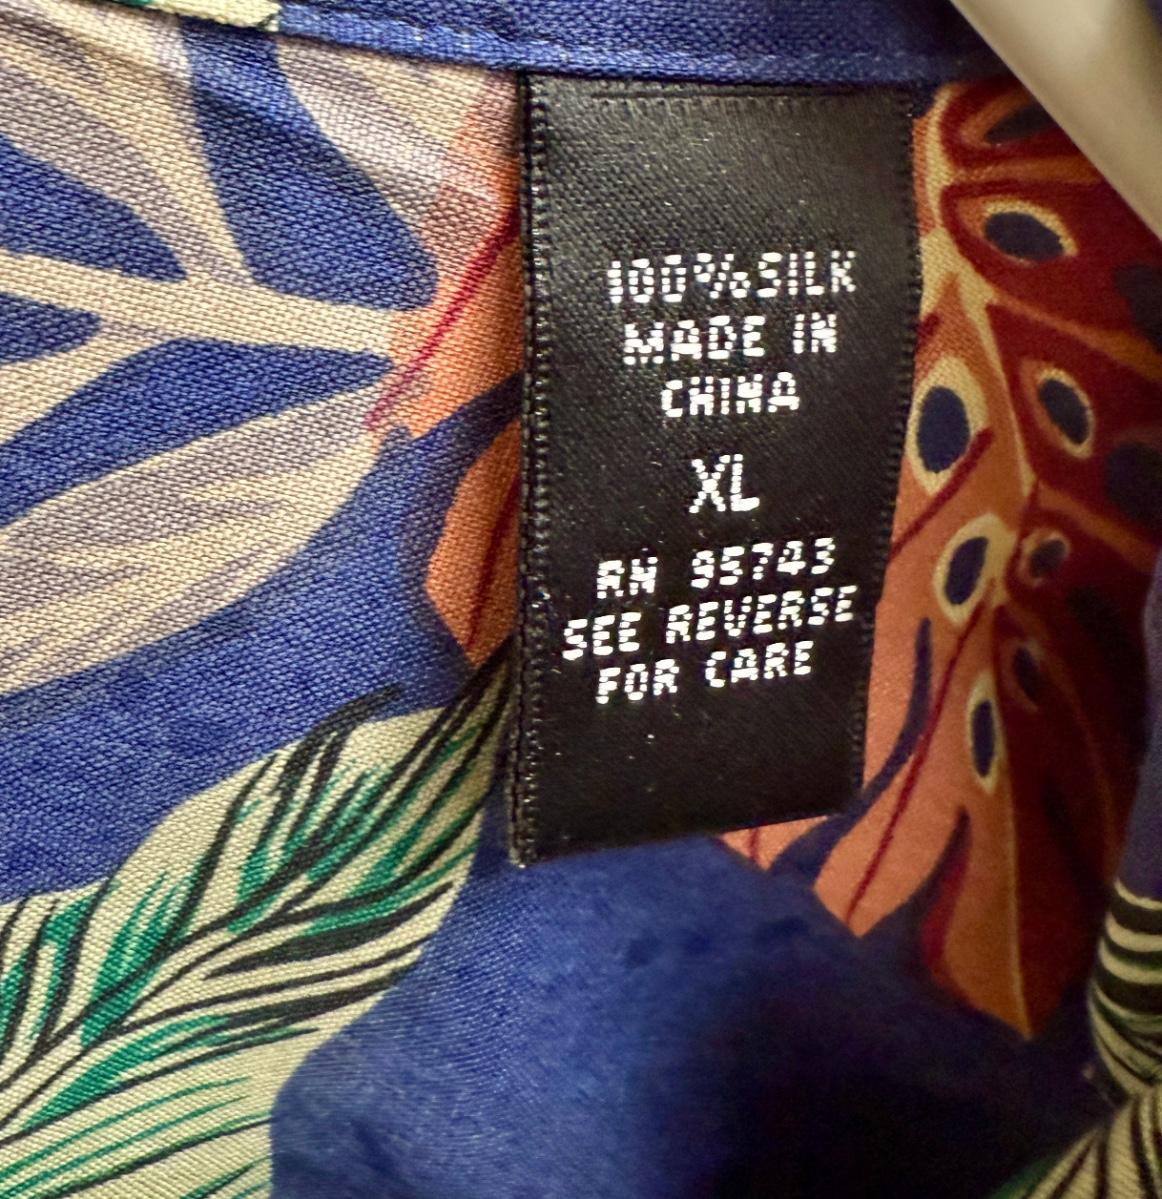 100%SILK
MADE IN
CHINA
XL
RN 95743
SEE REVERSE
FOR CARE